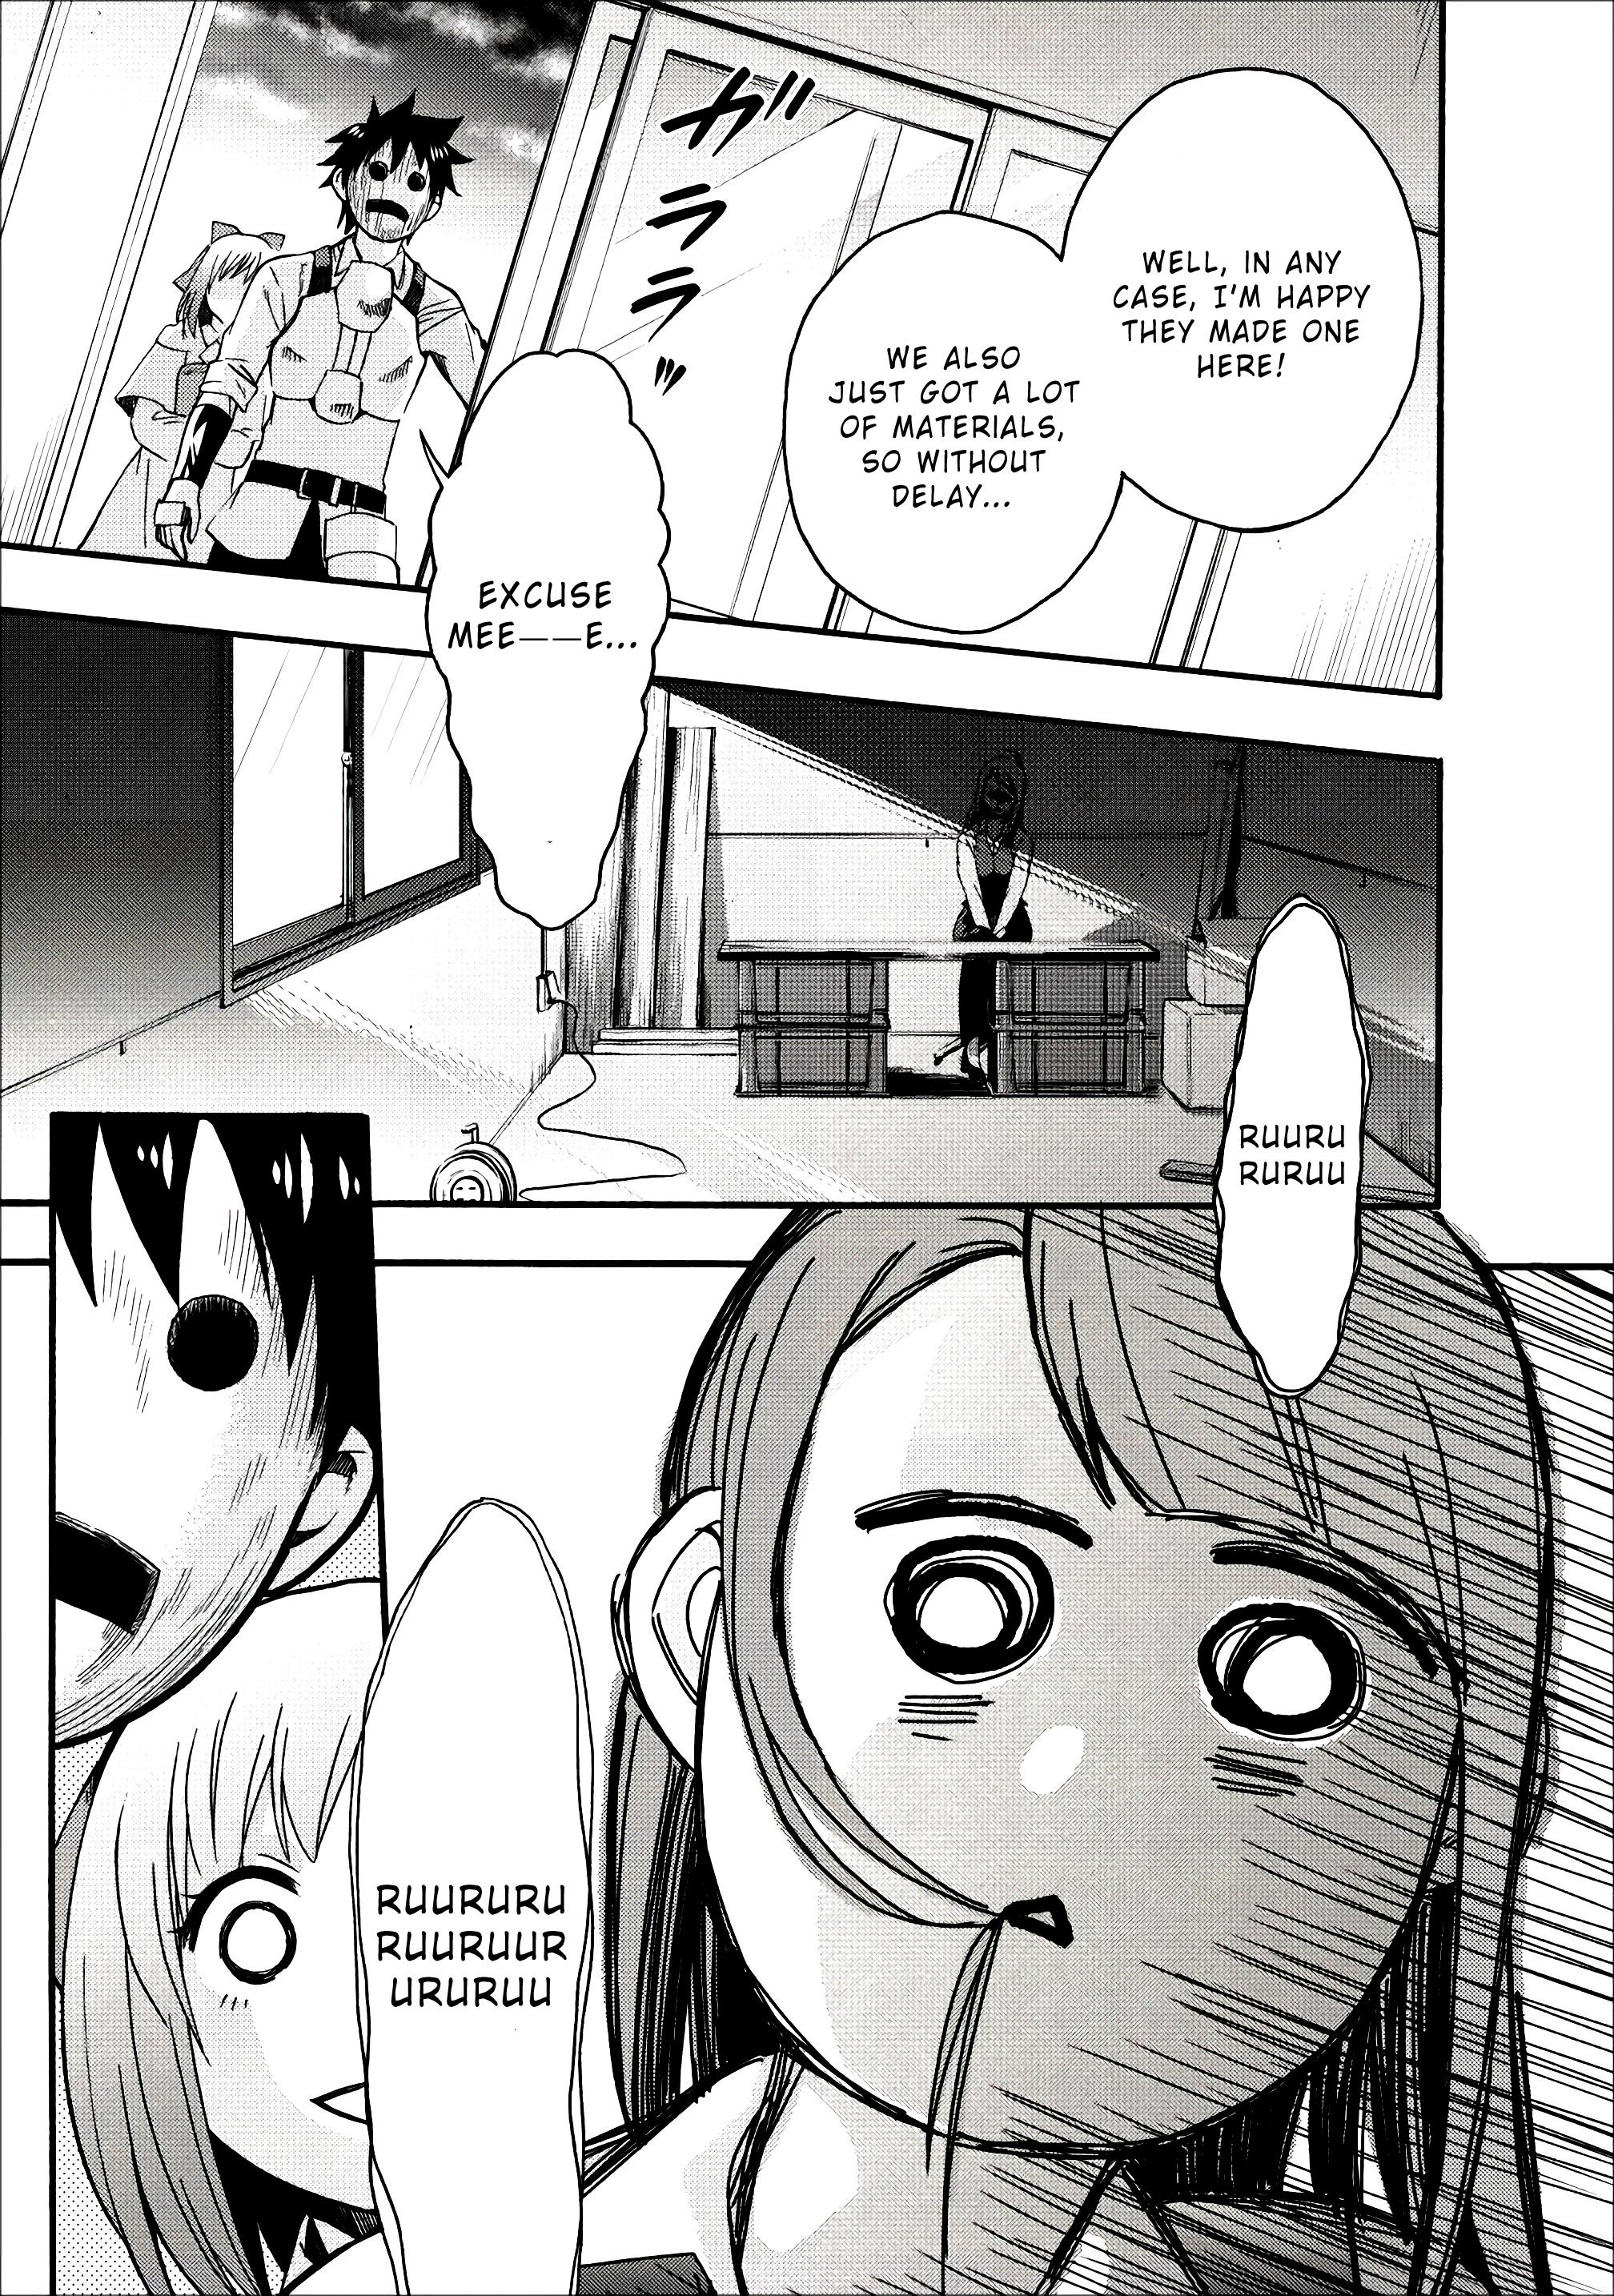 WELL, IN ANY
CASE, I'M HAPPY
THEY MADE ONE
HERE!
WE ALSO
JUST GOT A LOT
OF MATERIALS,
SO WITHOUT
DELAY...
ガララ
EXCUSE
MEE——E...
RUURU
RURUU
RUURURU
RUURUUR
URURUU